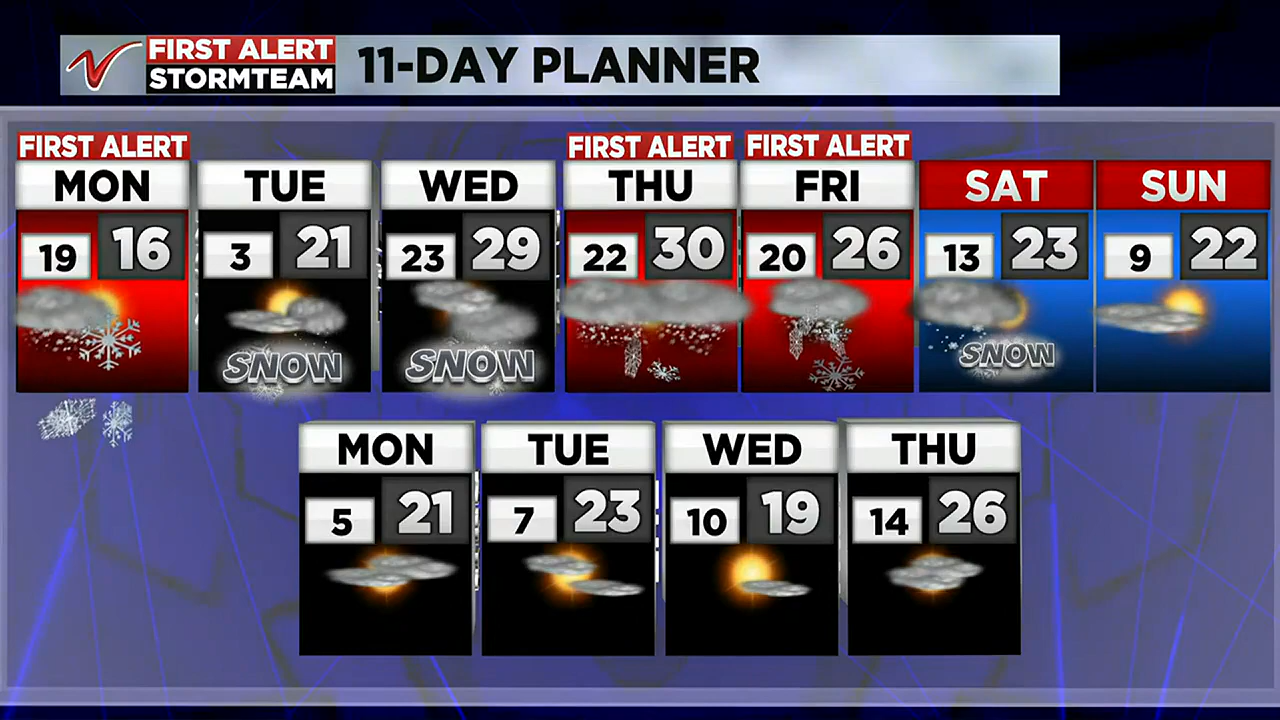 FIRST ALERT
STORMTEAM
11-DAY PLANNER
FIRST ALERT
MON
19 16
TUE
3 21
SNOW
WED
23 29
SNOW
FIRST ALERT
THU
22 30
FIRST ALERT
FRI
20 26
SAT
13 23
SNOW
SUN
9 22
MON
5 21
TUE
7 23
WED
10 19
THU
14 26